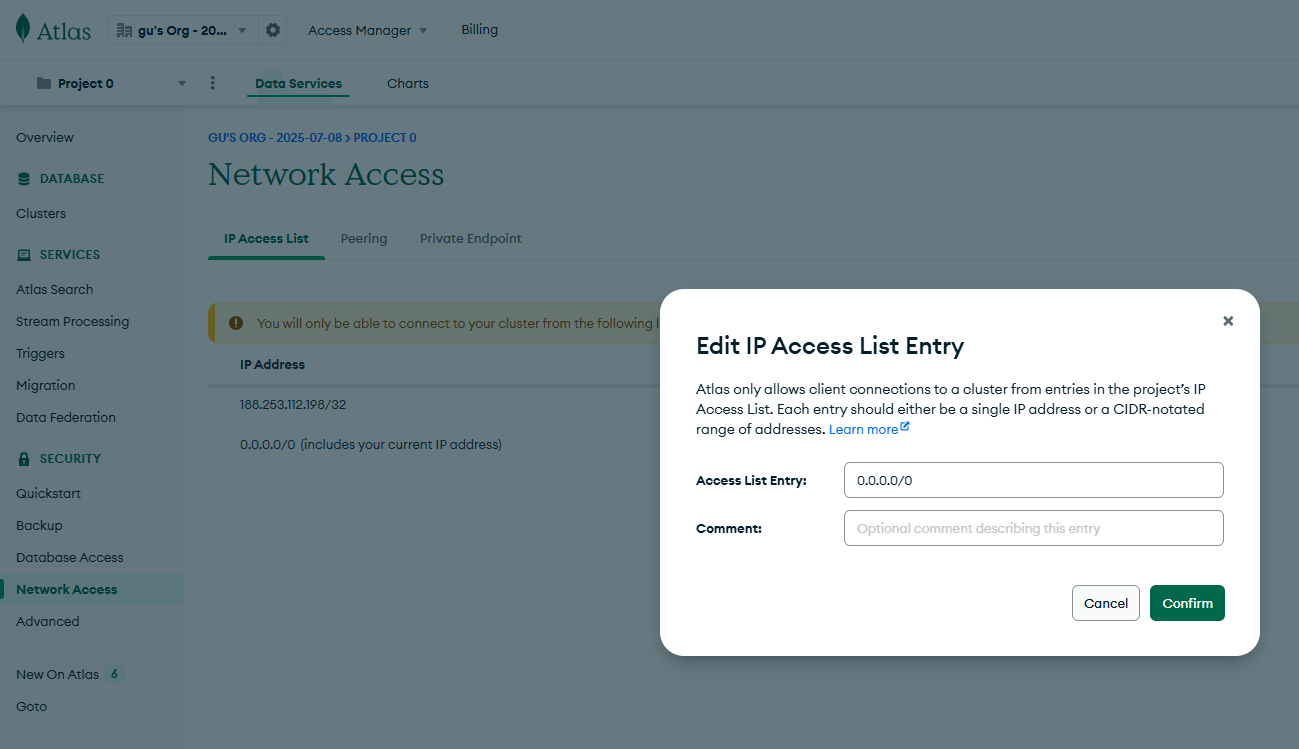 Atlas
gu's Org - 20...
Access Manager
Billing
Project 0
Data Services
Charts
Overview
DATABASE
Clusters
SERVICES
Atlas Search
Stream Processing
Triggers
Migration
Data Federation
SECURITY
Quickstart
Backup
Database Access
Network Access
Advanced
New On Atlas 6
Goto
GU'S ORG - 2025-07-08 > PROJECT 0
Network Access
IP Access List
Peering
Private Endpoint
You will only be able to connect to your cluster from the following
IP Address
188.253.112.198/32
0.0.0.0/0 (includes your current IP address)
Edit IP Access List Entry
Atlas only allows client connections to a cluster from entries in the project's IP
Access List. Each entry should either be a single IP address or a CIDR-notated
range of addresses. Learn more
Access List Entry:
0.0.0.0/0
Comment:
Optional comment describing this entry
Cancel
Confirm